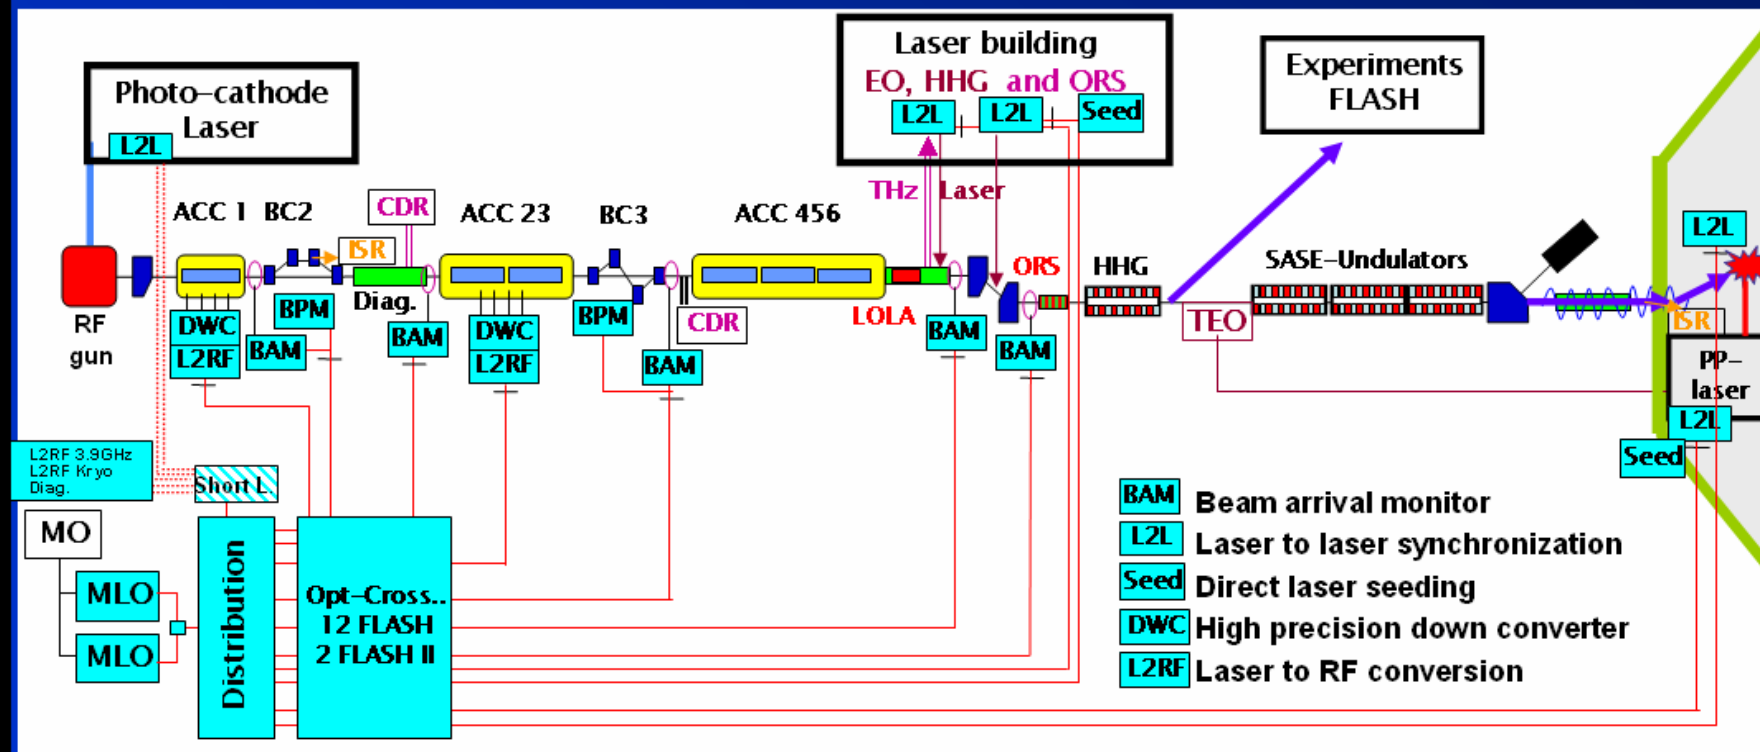 Laser building
EO, HHG and ORS
L2L
L2L
Seed
Experiments
FLASH
Photo-cathode
Laser
L2L
THz
Laser
ACC 1
BC2
CDR
ACC 23
BC3
ACC 456
ISR
ORS
HHG
SASE-Undulators
L2L
RF
gun
DWC
L2RF
BAM
BPM
Diag.
BAM
DWC
L2RF
BPM
BAM
CDR
LOLA
BAM
BAM
TEO
ISR
PP-
laser
L2L
Seed
L2RF 3.9GHz
L2RF Kryo
Diag.
Short L.
MO
MLO
MLO
Distribution
Opt-Cross..
12 FLASH
2 FLASH II
BAM Beam arrival monitor
L2L Laser to laser synchronization
Seed Direct laser seeding
DWC High precision down converter
L2RF Laser to RF conversion